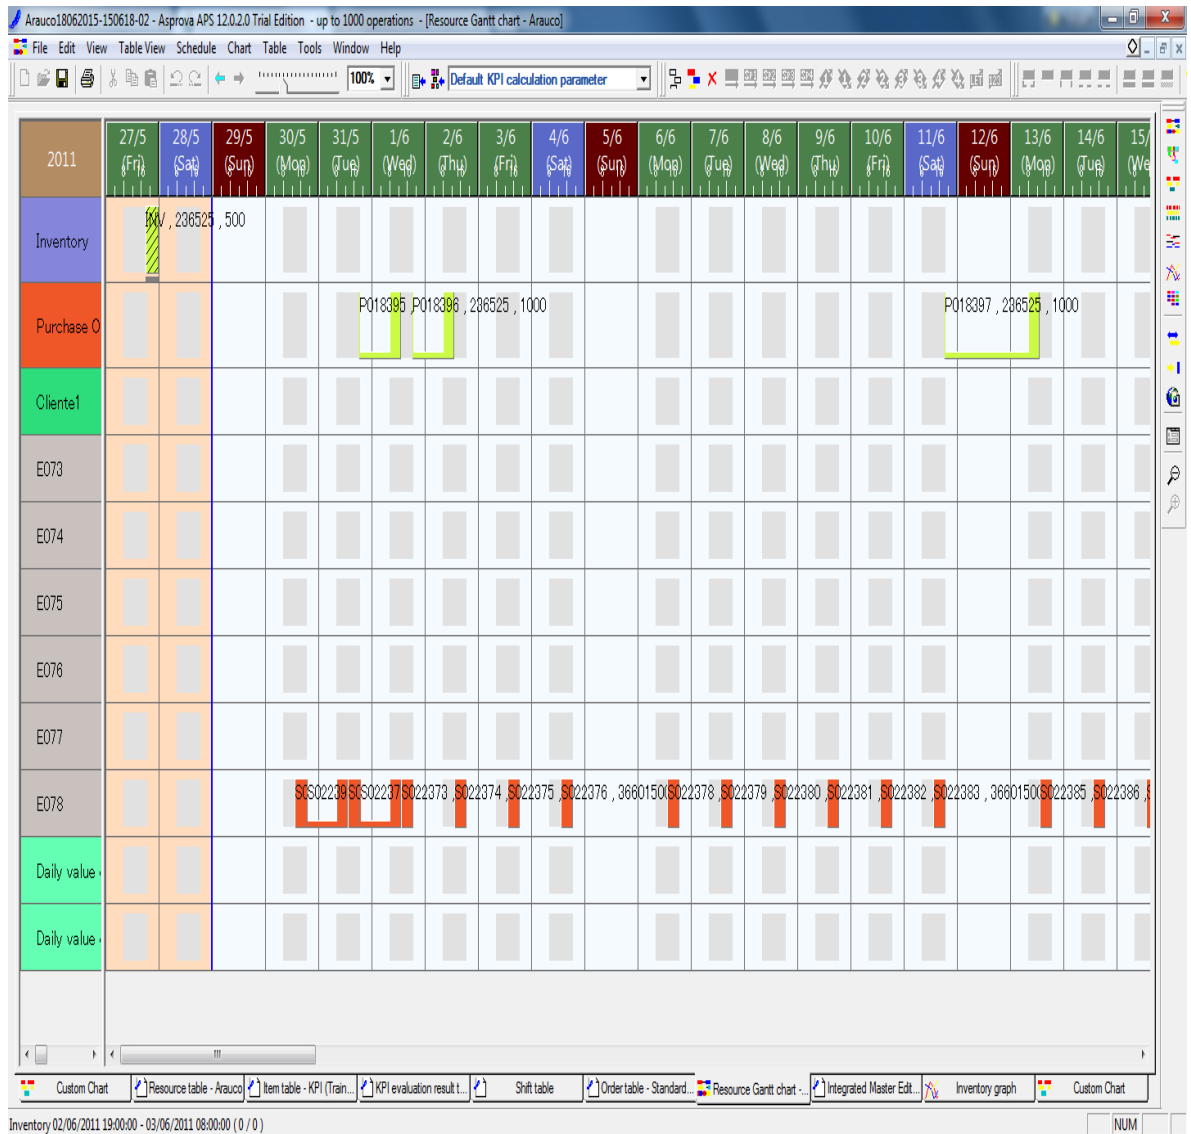 Arauco18062015-150618-02 - Asprova APS 12.0.2.0 Trial Edition - up to 1000 operations - [Resource Gantt chart - Arauco]
File Edit View Table View Schedule Chart Table Tools Window Help
100% Default KPI calculation parameter
2011 27/5 28/5 29/5 30/5 31/5 1/6 2/6 3/6 4/6 5/6 6/6 7/6 8/6 9/6 10/6 11/6 12/6 13/6 14/6 15/
(Fri) (Sat) (Sun) (Mon) (Tue) (Wed) (Thu) (Fri) (Sat) (Sun) (Mon) (Tue) (Wed) (Thu) (Fri) (Sat) (Sun) (Mon) (Tue) (We
Inventory INV , 236525 , 500
Purchase O P018395 , P018396 , 236525 , 1000 P018397 , 236525 , 1000
Cliente1
E073
E074
E075
E076
E077
E078 S022373 , S022374 , S022375 , S022376 , 3660150 S022378 , S022379 , S022380 , S022381 , S022382 , S022383 , 3660150 S022385 , S022386 ,
Daily value
Daily value
Custom Chart Resource table - Arauco Item table - KPI (Train... KPI evaluation result t... Shift table Order table - Standard... Resource Gantt chart -... Integrated Master Edit... Inventory graph Custom Chart
Inventory 02/06/2011 19:00:00 - 03/06/2011 08:00:00 ( 0 / 0 ) NUM